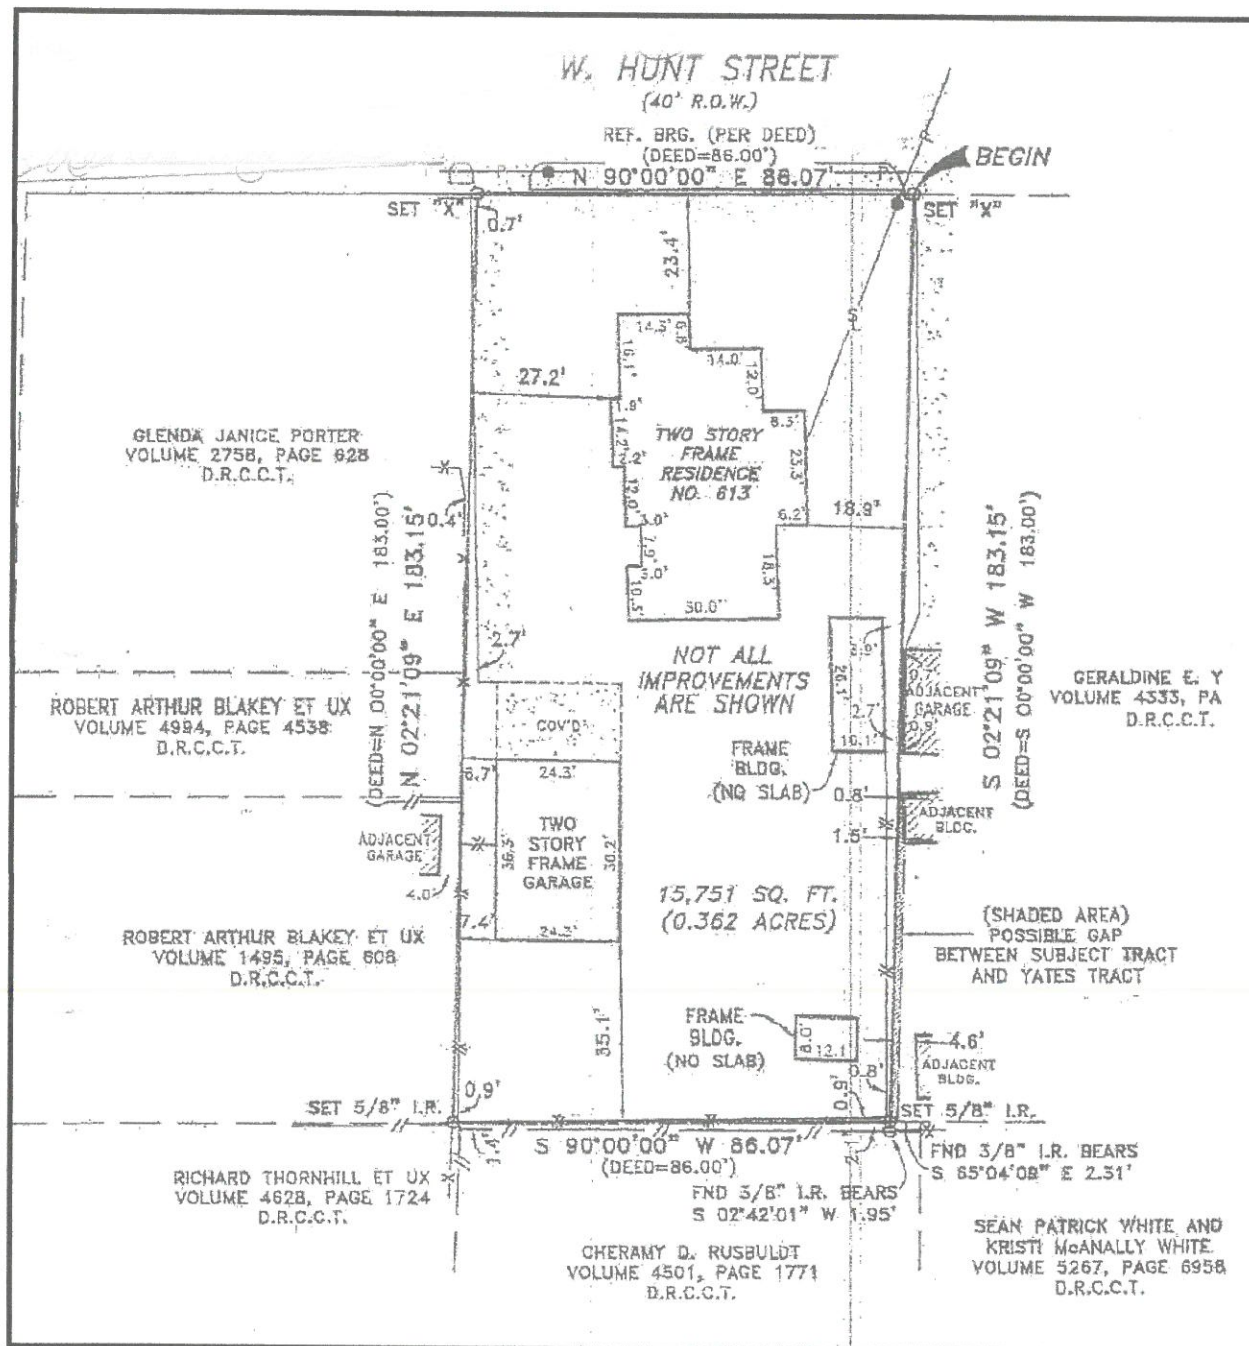 W. HUNT STREET
(40' R.O.W.)
REF. BRG. (PER DEED)
(DEED=86.00')
N 90°00'00" E 86.07'
BEGIN
SET "X"
SET "X"
0.7'
23.4'
14.3'
6.8'
16.1'
14.0'
12.0'
27.2'
1.9'
8.3'
14.2'
TWO STORY
FRAME
RESIDENCE
NO. 613
23.3'
2.2'
12.0'
3.0'
6.2'
18.9'
7.9'
3.0'
18.3'
10.5'
30.0'
GLENDA JANICE PORTER
VOLUME 2758, PAGE 628
D.R.C.C.T.
0.4'
(DEED=N 00°00'00" E 183.00')
N 02°21'09" E 183.15'
S 02°21'09" W 183.15'
(DEED=S 00°00'00" W 183.00')
2.7'
NOT ALL
IMPROVEMENTS
ARE SHOWN
26.1'
2.7'
10.1'
0.7'
ADJACENT
GARAGE
0.9'
GERALDINE E. Y
VOLUME 4333, PA
D.R.C.T.
ROBERT ARTHUR BLAKEY ET UX
VOLUME 4994, PAGE 4538
D.R.C.C.T.
COV'D
FRAME
BLDG.
(NO SLAB)
6.7'
24.3'
0.8'
ADJACENT
BLDG.
1.5'
ADJACENT
GARAGE
4.0'
TWO
STORY
FRAME
GARAGE
36.3'
30.2'
7.4'
24.3'
15,751 SQ. FT.
(0.362 ACRES)
(SHADED AREA)
POSSIBLE GAP
BETWEEN SUBJECT TRACT
AND YATES TRACT
ROBERT ARTHUR BLAKEY ET UX
VOLUME 1495, PAGE 608
D.R.C.C.T.
35.1'
FRAME
BLDG.
(NO SLAB)
8.0'
12.1
4.6'
ADJACENT
BLDG.
0.8'
0.9'
0.5'
SET 5/8" I.R.
SET 5/8" I.R.
1.4'
S 90°00'00" W 86.07'
(DEED=86.00')
FND 3/8" I.R. BEARS
S 65°04'08" E 2.31'
FND 3/8" I.R. BEARS
S 02°42'01" W 1.95'
RICHARD THORNHILL ET UX
VOLUME 4628, PAGE 1724
D.R.C.C.T.
CHERAMY D. RUSBULDT
VOLUME 4501, PAGE 1771
D.R.C.C.T.
SEAN PATRICK WHITE AND
KRISTI McANALLY WHITE
VOLUME 5267, PAGE 6958
D.R.C.C.T.